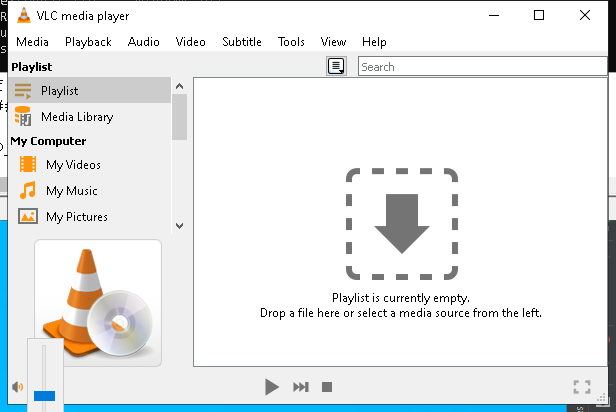 VLC media player
Media Playback Audio Video Subtitle Tools View Help
Playlist
Search
Playlist
Media Library
My Computer
My Videos
My Music
My Pictures
Playlist is currently empty.
Drop a file here or select a media source from the left.